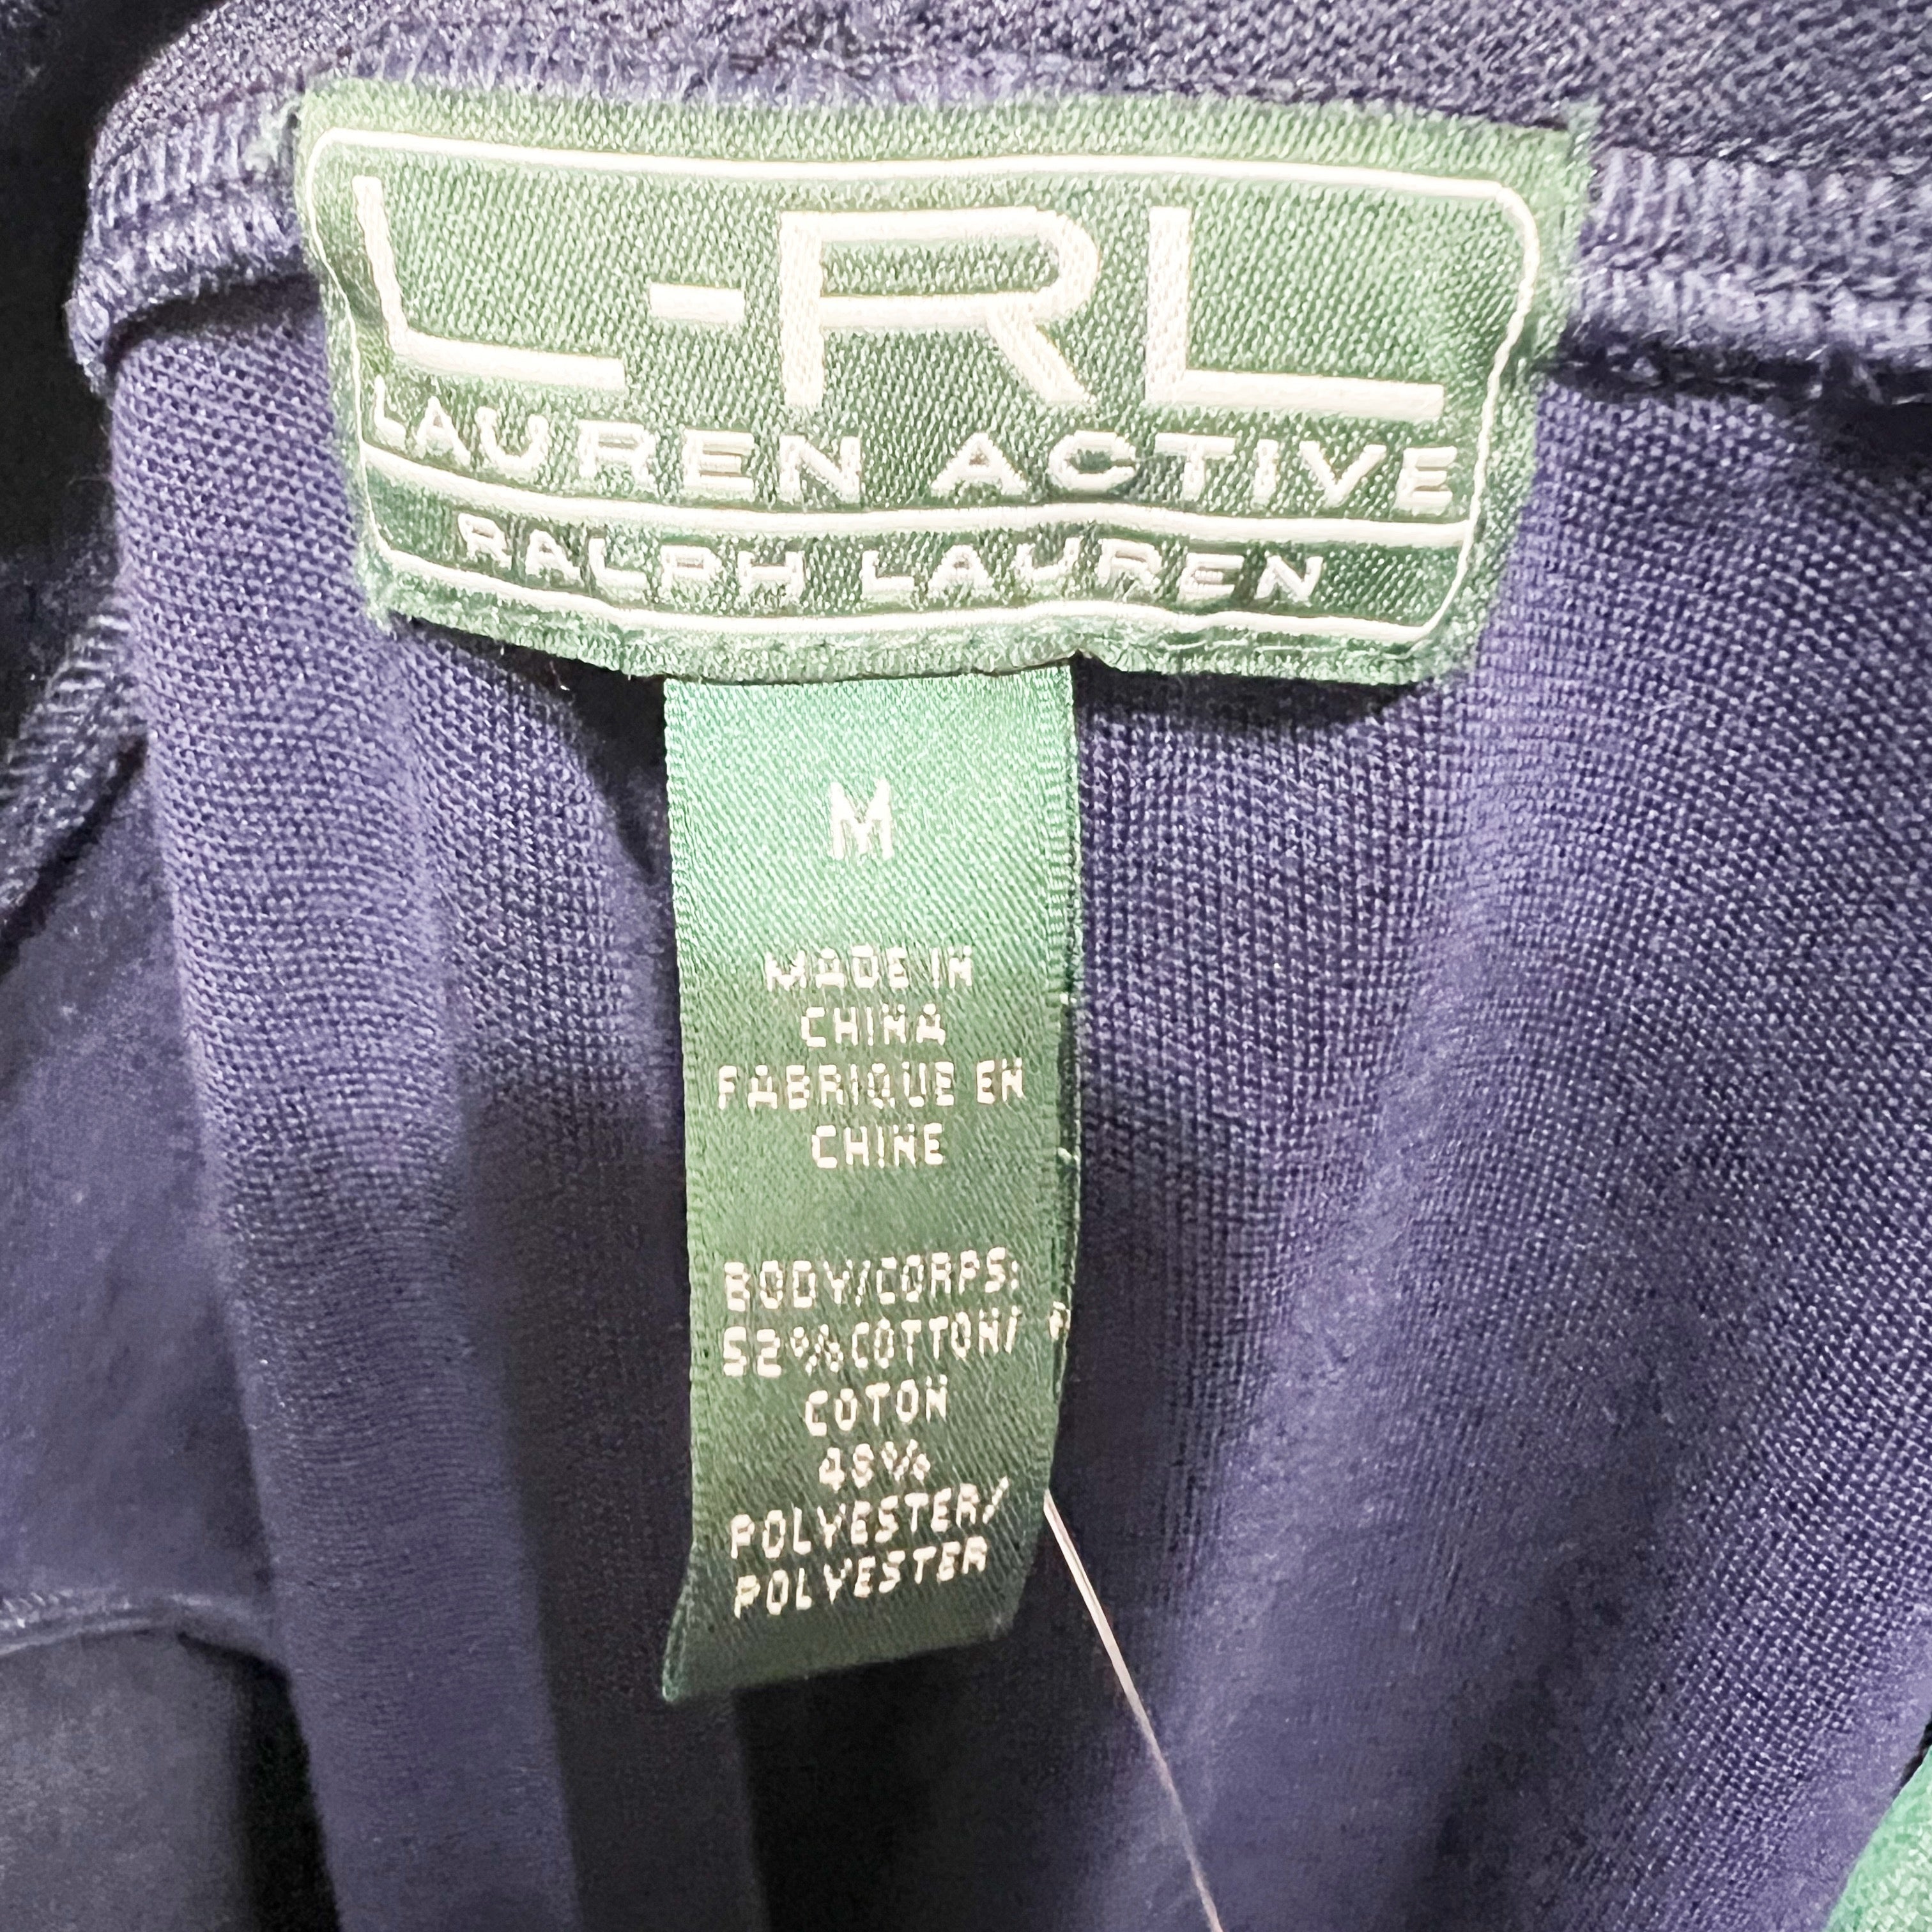 L-RL
LAUREN ACTIVE
RALPH LAUREN
M
MADE IN
CHINA
FABRIQUE EN
CHINE
BODY/CORPS:
52% COTTON/
COTON
48%
POLYESTER/
POLYESTER